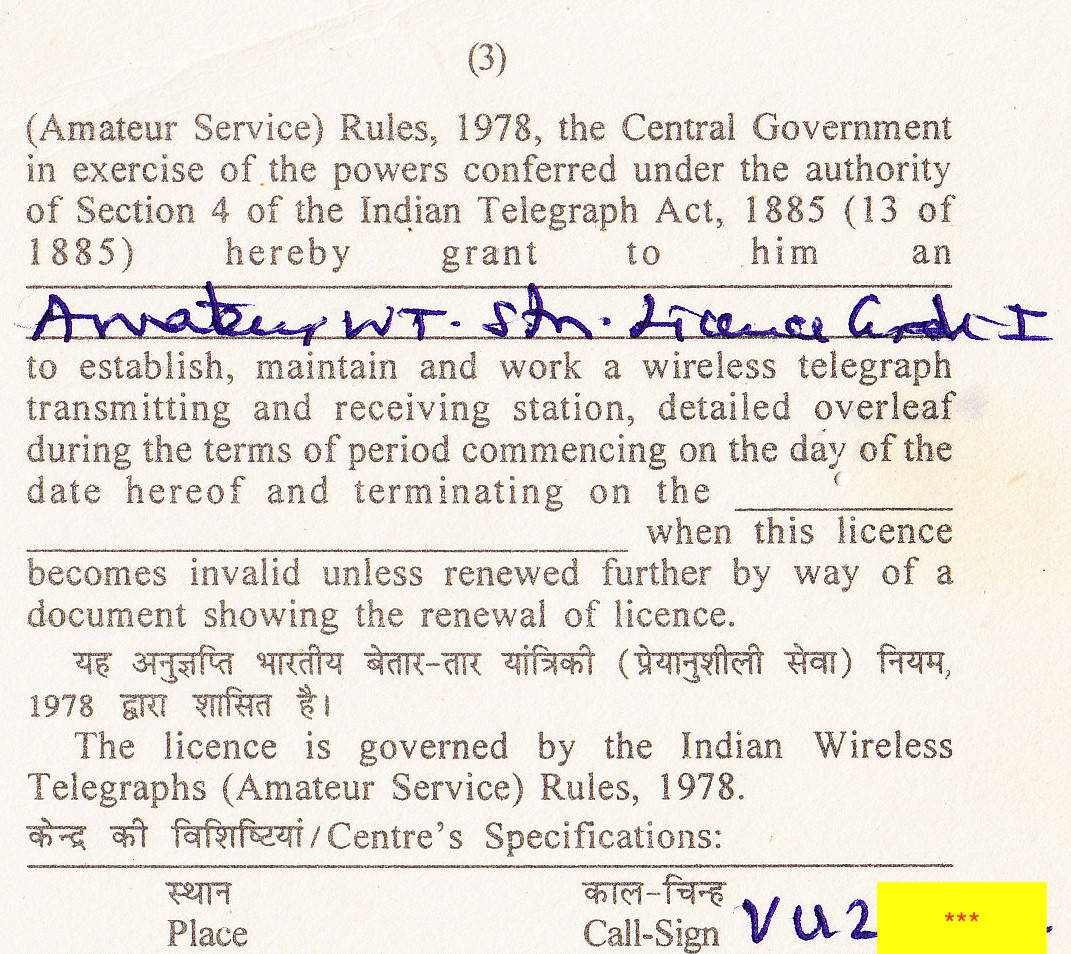 (3)
(Amateur Service) Rules, 1978, the Central Government
in exercise of the powers conferred under the authority
of Section 4 of the Indian Telegraph Act, 1885 (13 of
1885) hereby grant to him an
Amateur WT. Stn. Licence Grade-I
to establish, maintain and work a wireless telegraph
transmitting and receiving station, detailed overleaf
during the terms of period commencing on the day of the
date hereof and terminating on the
when this licence
becomes invalid unless renewed further by way of a
document showing the renewal of licence.
यह अनुज्ञप्ति भारतीय बेतार-तार यांत्रिकी (प्रेयानुशीली सेवा) नियम,
1978 द्वारा शासित है।
The licence is governed by the Indian Wireless
Telegraphs (Amateur Service) Rules, 1978.
केन्द्र की विशिष्टियां/Centre's Specifications:
स्थान काल-चिन्ह
Place Call-Sign VU2 ***